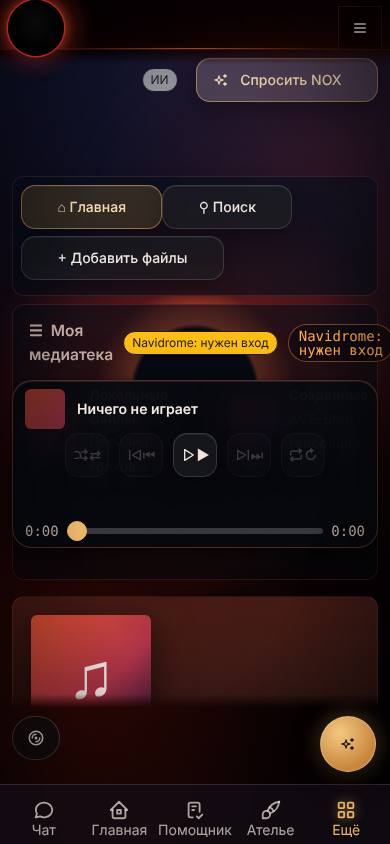 ИИ
Спросить NOX
Главная
Поиск
+ Добавить файлы
Моя
медиатека
Navidrome: нужен вход
Navidrome:
нужен вход
Ничего не играет
0:00
0:00
Чат
Главная
Помощник
Ателье
Ещё